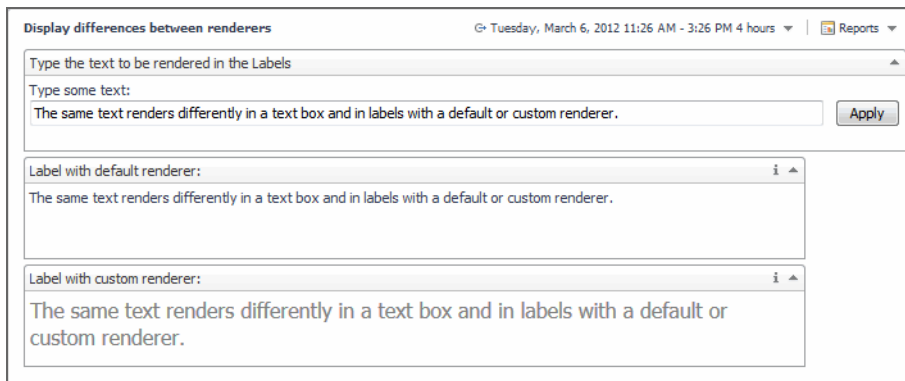 Display differences between renderers
Tuesday, March 6, 2012 11:26 AM - 3:26 PM 4 hours
Reports
Type the text to be rendered in the Labels
Type some text:
The same text renders differently in a text box and in labels with a default or custom renderer.
Apply
Label with default renderer:
The same text renders differently in a text box and in labels with a default or custom renderer.
Label with custom renderer:
The same text renders differently in a text box and in labels with a default or
custom renderer.